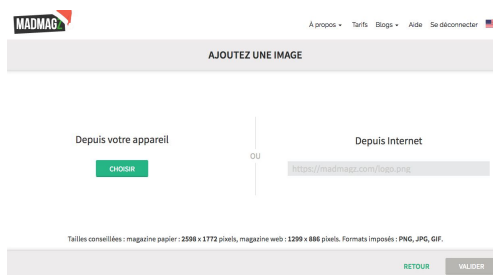 MADMAGZ
À propos Tarifs Blogs Aide Se déconnecter
AJOUTEZ UNE IMAGE
Depuis votre appareil
CHOISIR
OU
Depuis Internet
https://madmagz.com/logo.png
Tailles conseillées : magazine papier : 2598 x 1772 pixels, magazine web : 1299 x 886 pixels. Formats imposés : PNG, JPG, GIF.
RETOUR VALIDER